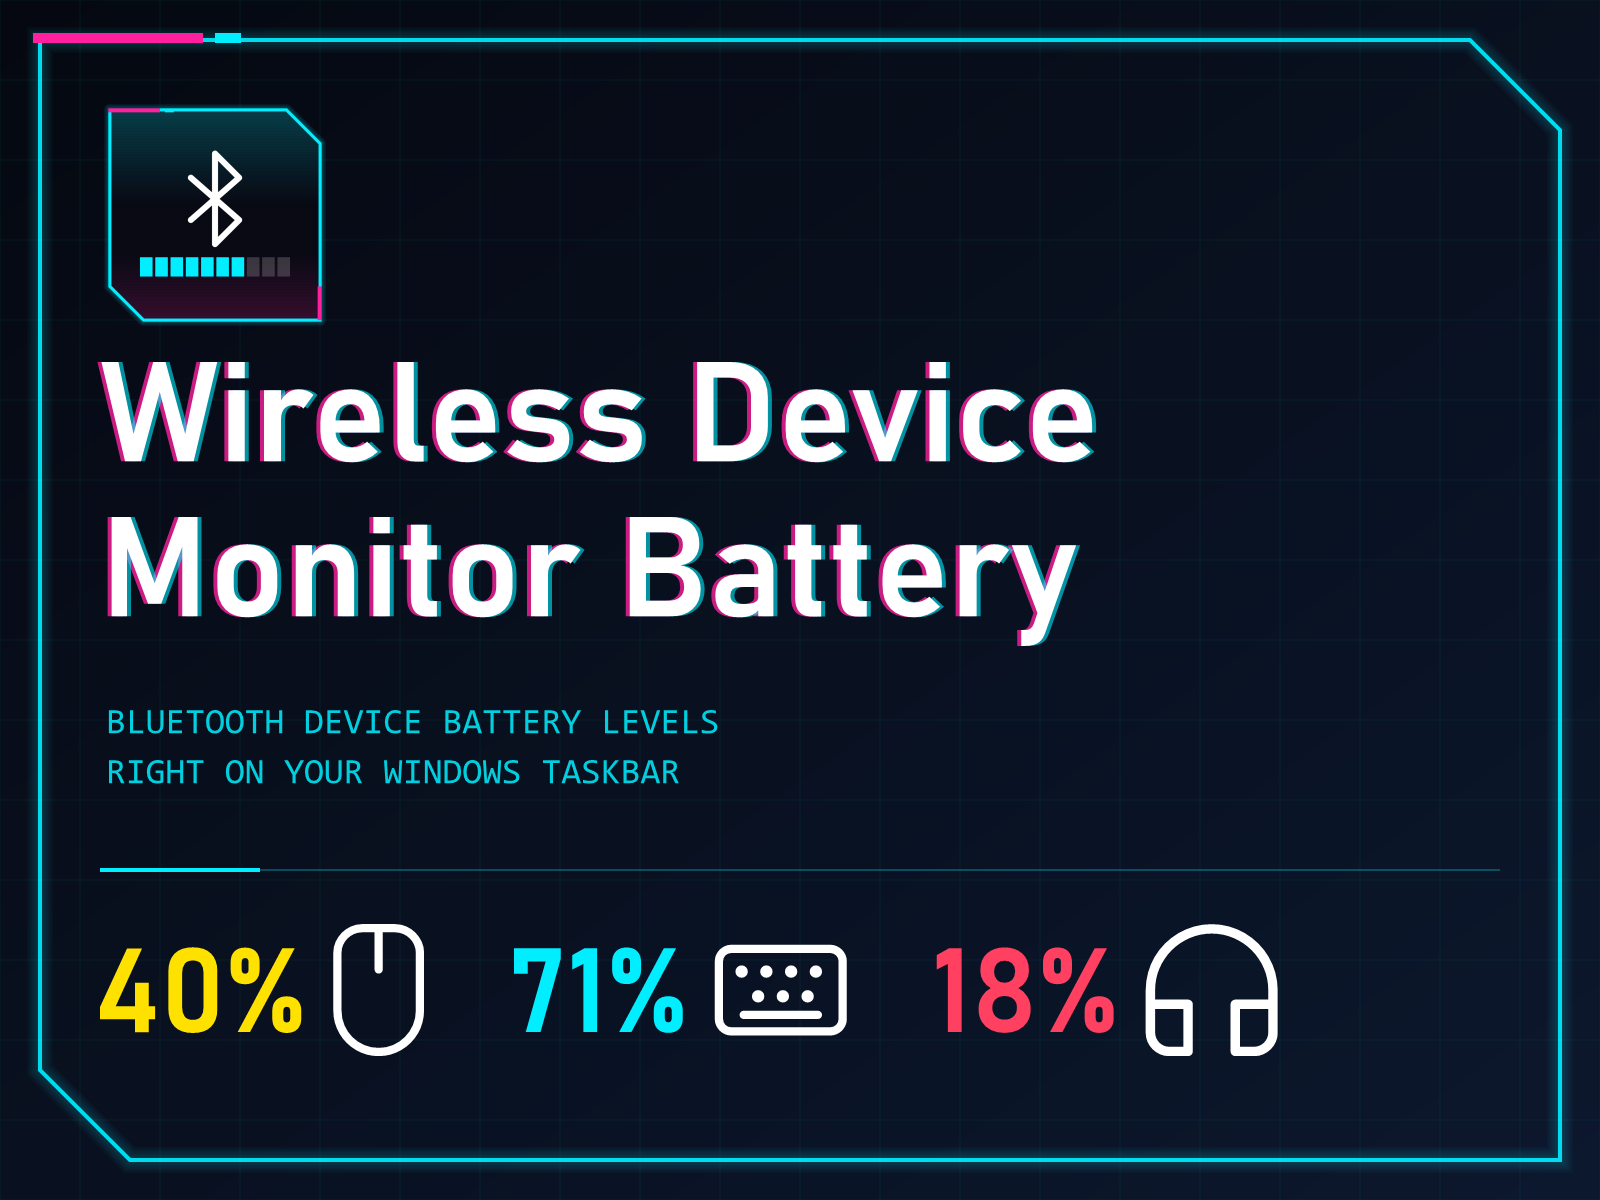 Wireless Device
Monitor Battery
BLUETOOTH DEVICE BATTERY LEVELS
RIGHT ON YOUR WINDOWS TASKBAR
40% 71% 18%